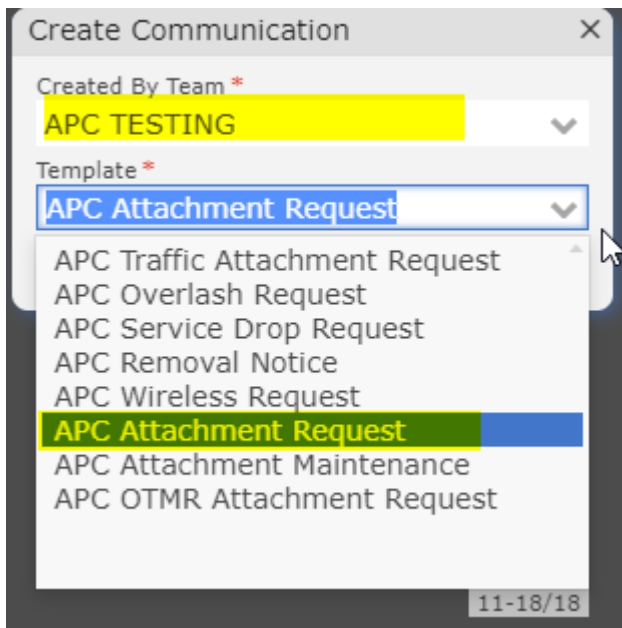 Create Communication ×
Created By Team *
APC TESTING
Template *
APC Attachment Request
APC Traffic Attachment Request
APC Overlash Request
APC Service Drop Request
APC Removal Notice
APC Wireless Request
APC Attachment Request
APC Attachment Maintenance
APC OTMR Attachment Request
11-18/18